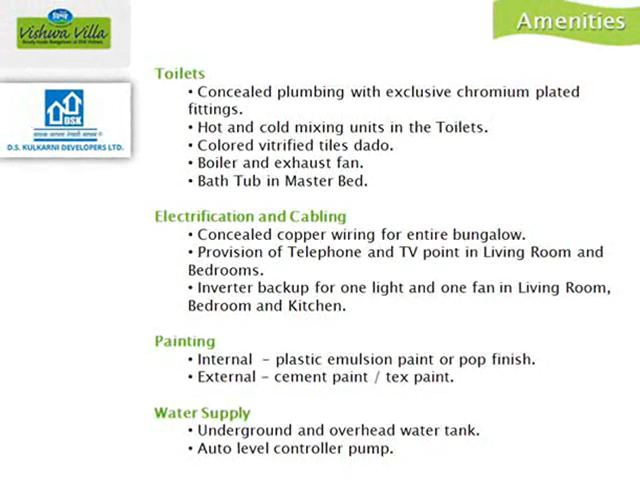 विश्व
Vishwa Villa
Amenities
DSK
D.S. KULKARNI DEVELOPERS LTD.
Toilets
• Concealed plumbing with exclusive chromium plated
fittings.
• Hot and cold mixing units in the Toilets.
• Colored vitrified tiles dado.
• Boiler and exhaust fan.
• Bath Tub in Master Bed.
Electrification and Cabling
• Concealed copper wiring for entire bungalow.
• Provision of Telephone and TV point in Living Room and
Bedrooms.
• Inverter backup for one light and one fan in Living Room,
Bedroom and Kitchen.
Painting
• Internal – plastic emulsion paint or pop finish.
• External – cement paint / tex paint.
Water Supply
• Underground and overhead water tank.
• Auto level controller pump.